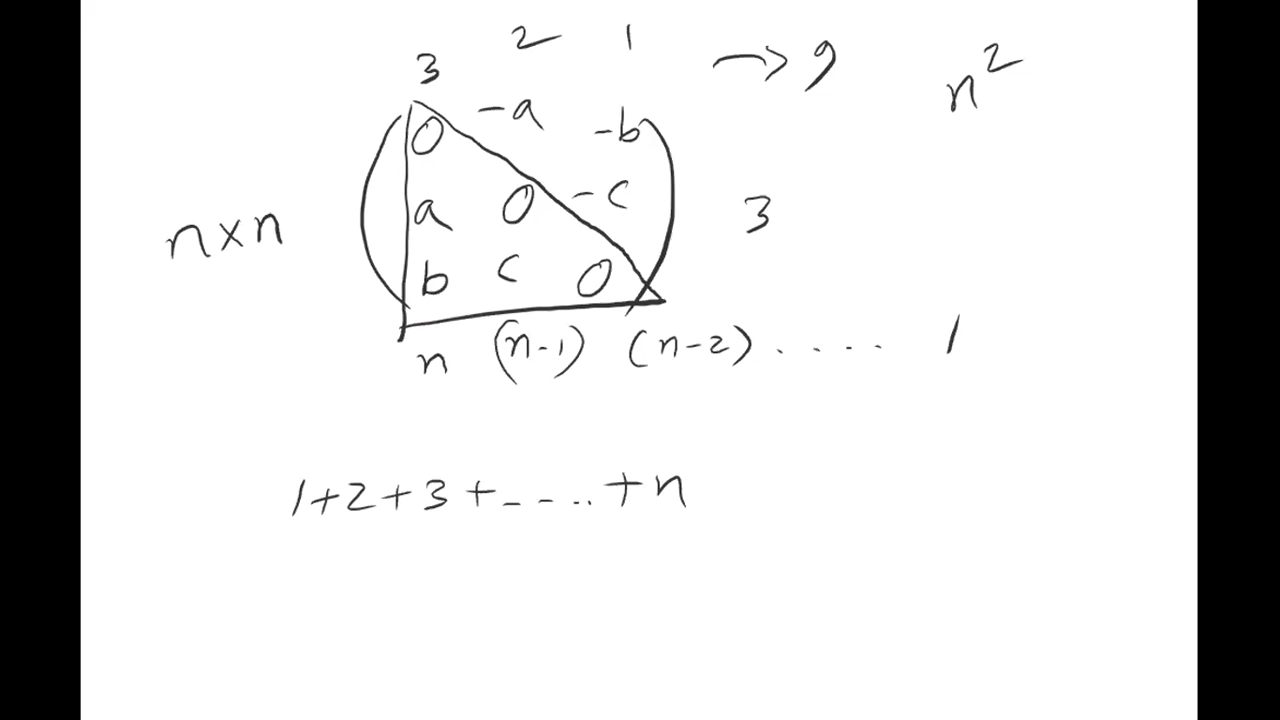 3 2 1 → 9 n²
0 -a -b
n×n a 0 -c 3
b c 0
n (n-1) (n-2) . . . . 1
1+2+3+----+n